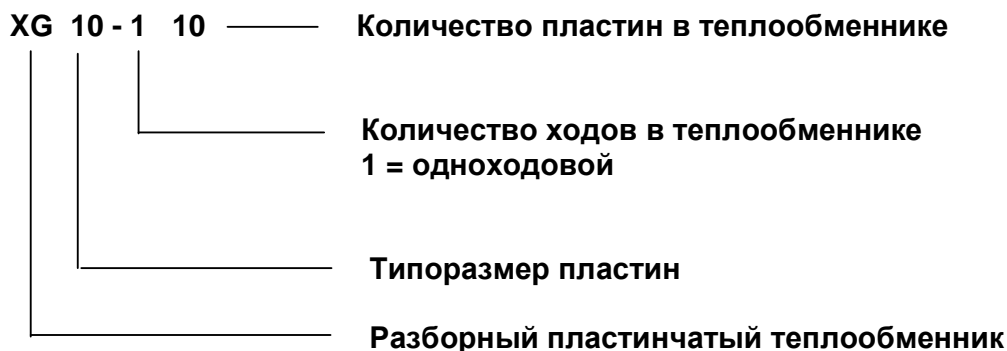 XG 10 - 1 10 Количество пластин в теплообменнике
Количество ходов в теплообменнике
1 = одноходовой
Типоразмер пластин
Разборный пластинчатый теплообменник